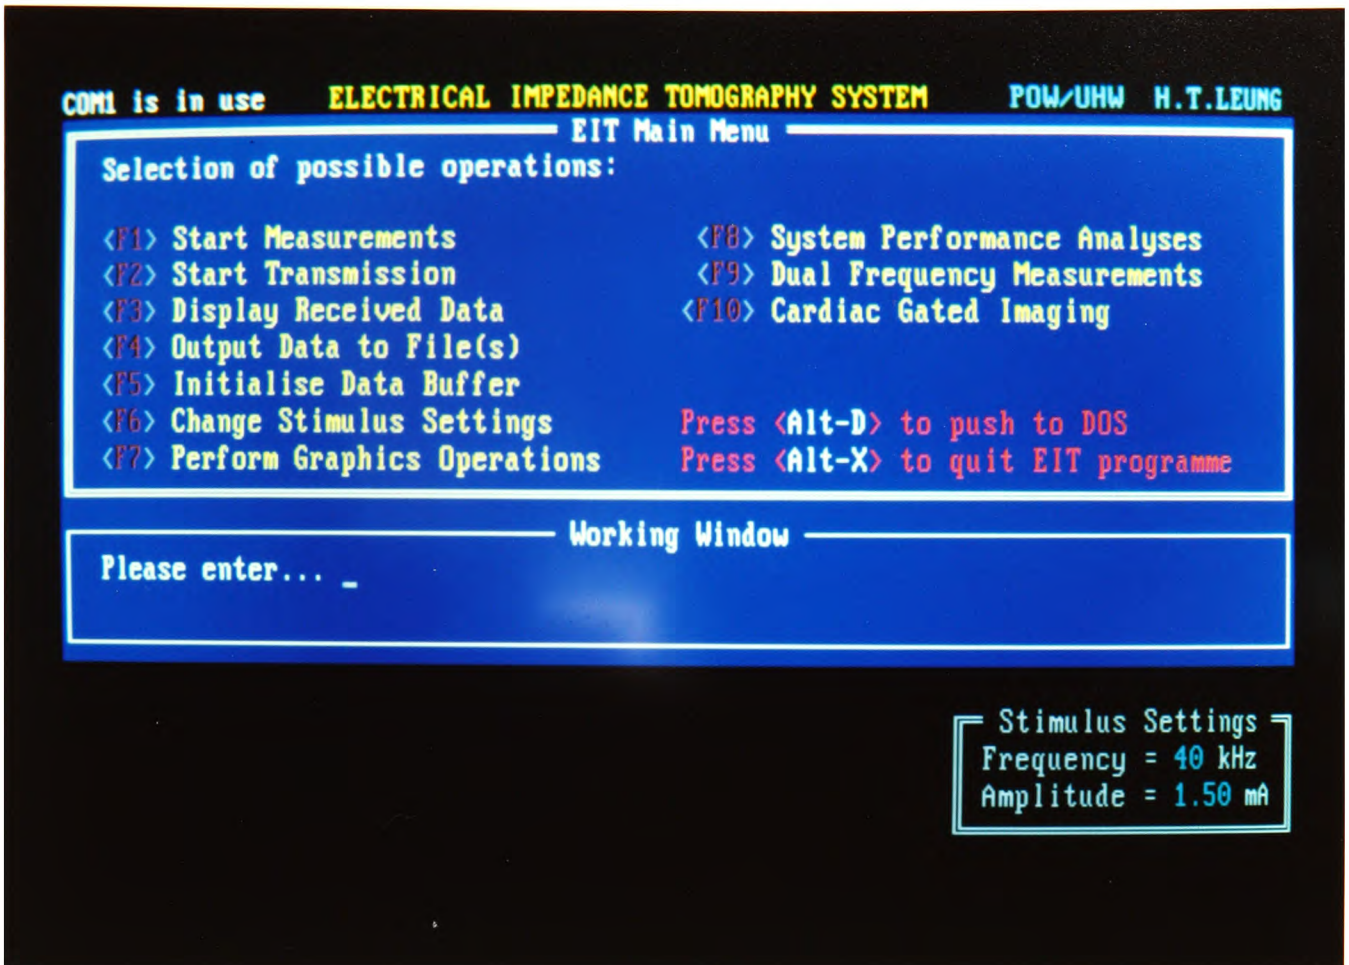 COM1 is in use ELECTRICAL IMPEDANCE TOMOGRAPHY SYSTEM POW/UHW H.T.LEUNG
EIT Main Menu
Selection of possible operations:
<F1> Start Measurements
<F2> Start Transmission
<F3> Display Received Data
<F4> Output Data to File(s)
<F5> Initialise Data Buffer
<F6> Change Stimulus Settings
<F7> Perform Graphics Operations
<F8> System Performance Analyses
<F9> Dual Frequency Measurements
<F10> Cardiac Gated Imaging
Press <Alt-D> to push to DOS
Press <Alt-X> to quit EIT programme
Working Window
Please enter... _
Stimulus Settings
Frequency = 40 kHz
Amplitude = 1.50 mA